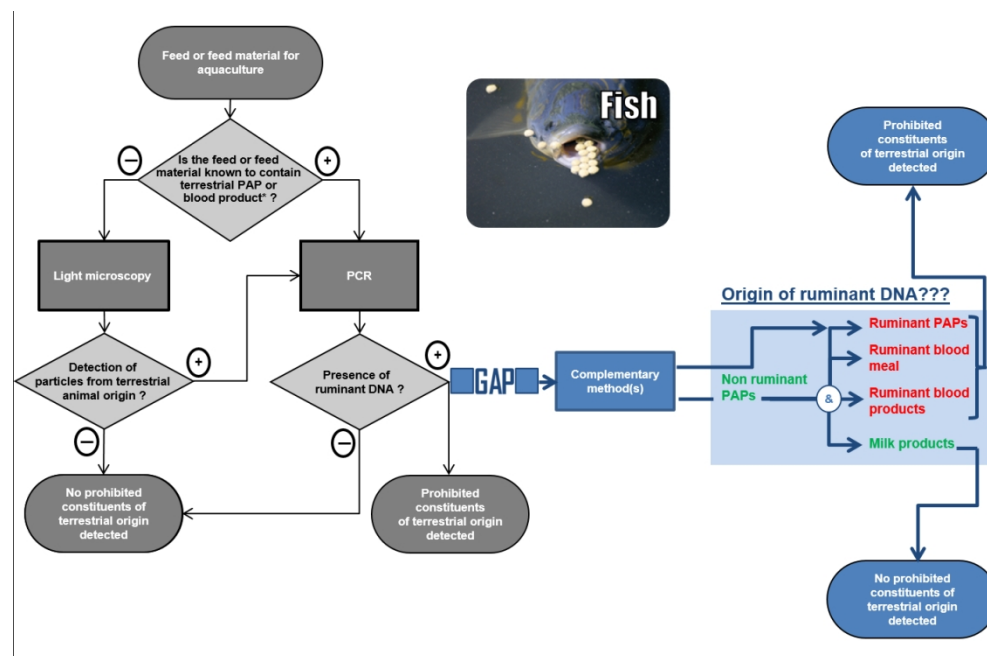 Feed or feed material for
aquaculture
Is the feed or feed
material known to contain
terrestrial PAP or
blood product* ?
−
+
Light microscopy
PCR
Detection of
particles from terrestrial
animal origin ?
+
−
Presence of
ruminant DNA ?
+
−
No prohibited
constituents of
terrestrial origin
detected
Prohibited
constituents
of terrestrial origin
detected
Fish
GAP
Complementary
method(s)
Origin of ruminant DNA???
Non ruminant
PAPs
&
Ruminant PAPs
Ruminant blood
meal
Ruminant blood
products
Milk products
Prohibited
constituents
of terrestrial origin
detected
No prohibited
constituents of
terrestrial origin
detected